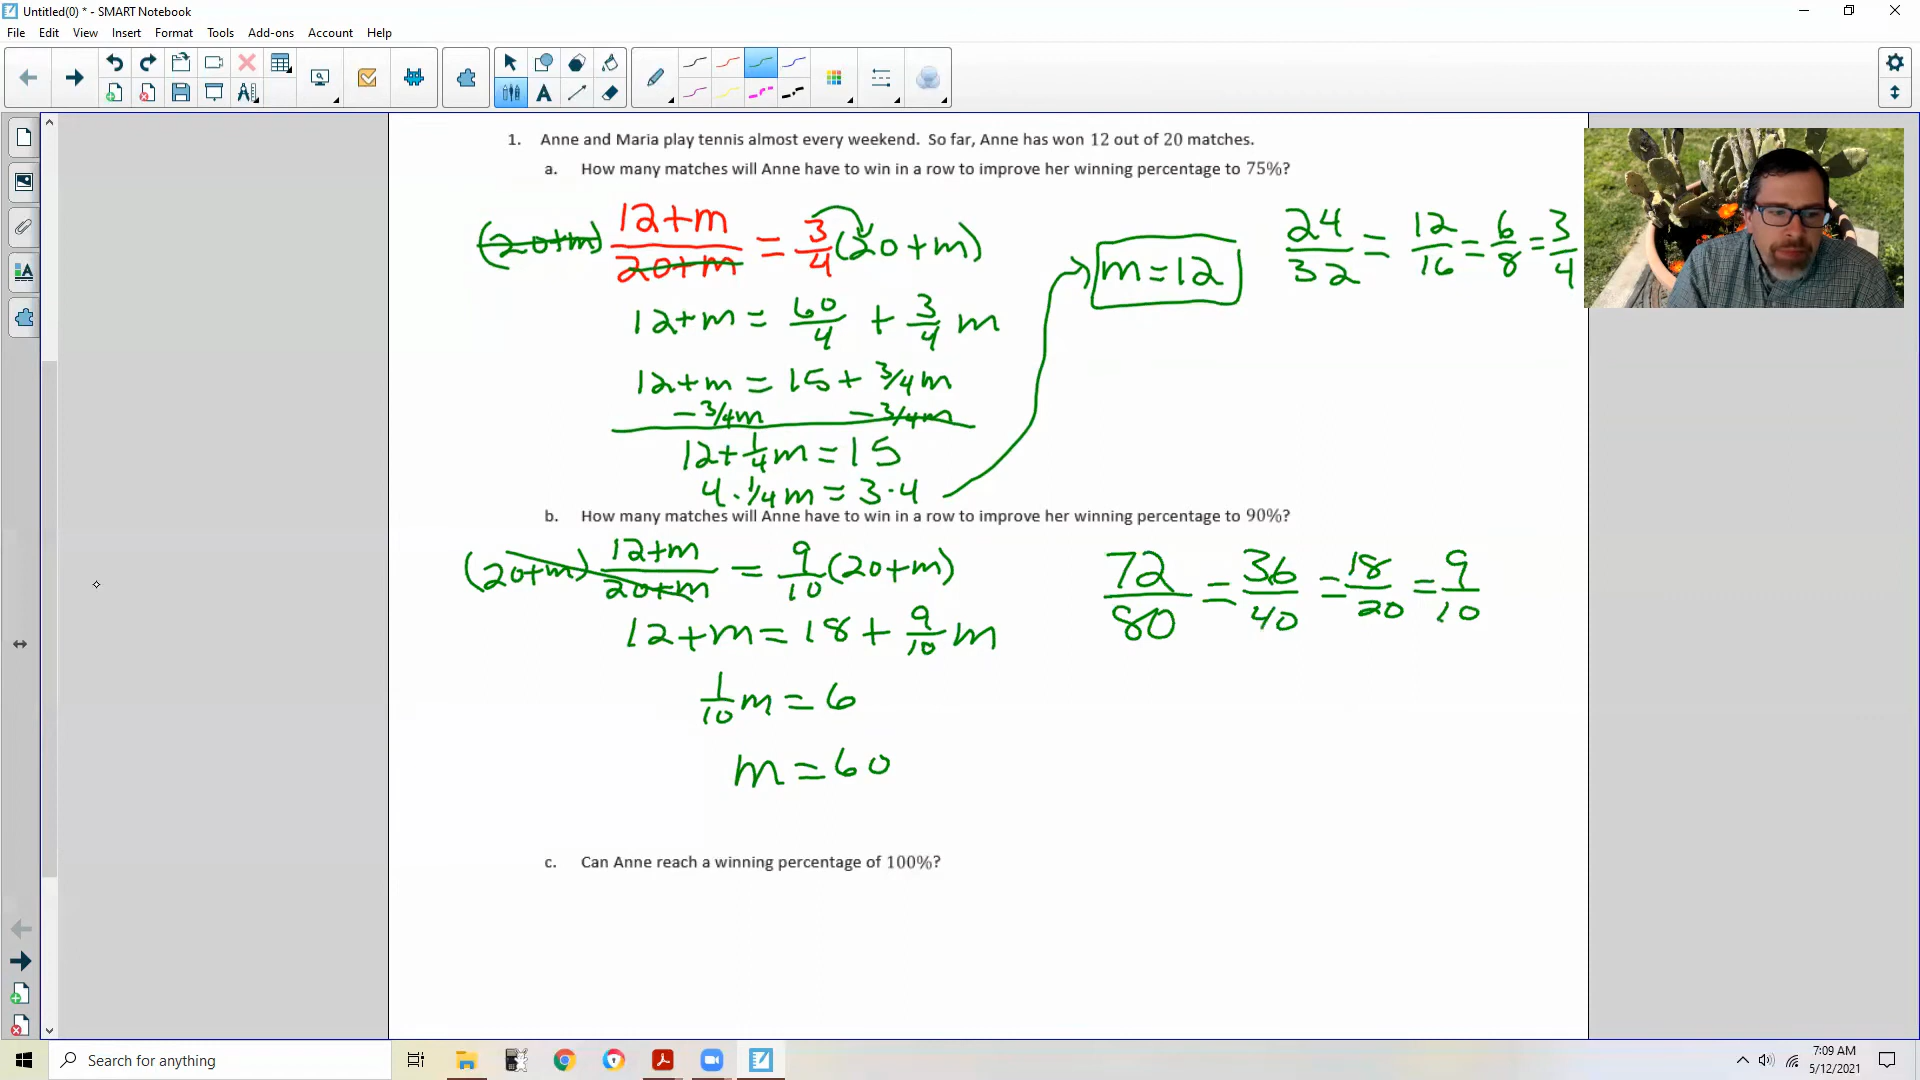 Untitled(0) * - SMART Notebook
File Edit View Insert Format Tools Add-ons Account Help
1. Anne and Maria play tennis almost every weekend. So far, Anne has won 12 out of 20 matches.
a. How many matches will Anne have to win in a row to improve her winning percentage to 75%?
(20+m) 12+m/20+m = 3/4 (20+m)
m=12
24/32 = 12/16 = 6/8 = 3/4
12+m = 60/4 + 3/4 m
12+m = 15 + 3/4m
-3/4m -3/4m
12+1/4m = 15
4·1/4m = 3·4
b. How many matches will Anne have to win in a row to improve her winning percentage to 90%?
(20+m) 12+m/20+m = 9/10 (20+m)
72/80 = 36/40 = 18/20 = 9/10
12+m = 18 + 9/10 m
1/10 m = 6
m = 60
c. Can Anne reach a winning percentage of 100%?
Search for anything
7:09 AM
5/12/2021